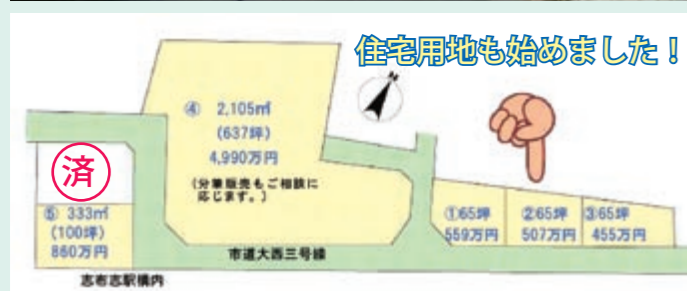 住宅用地も始めました！
N
④ 2,105㎡
(637坪)
4,990万円
(分筆販売もご相談に
応じます。)
済
⑤ 333㎡
(100坪)
860万円
①65坪
559万円
②65坪
507万円
③65坪
455万円
市道大西三号線
志布志駅構内